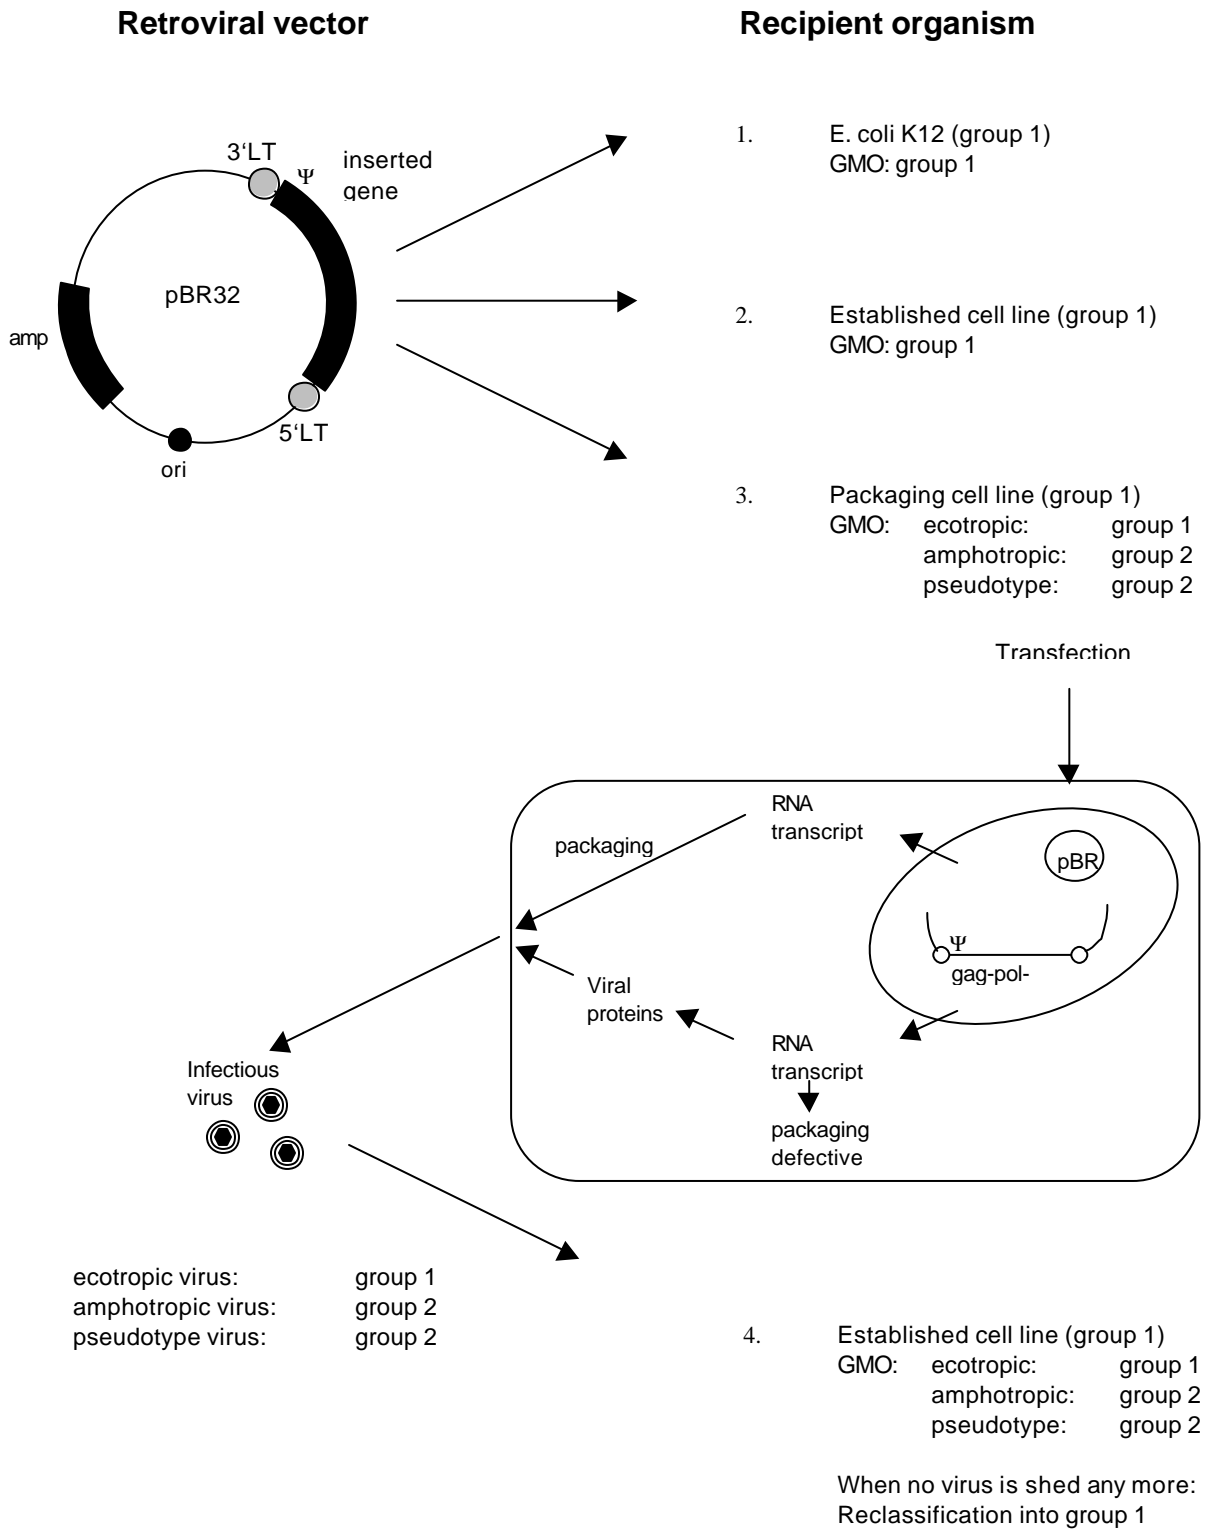 Retroviral vector
Recipient organism
3‘LT
Ψ
inserted
gene
pBR32
amp
5‘LT
ori
1. E. coli K12 (group 1)
GMO: group 1
2. Established cell line (group 1)
GMO: group 1
3. Packaging cell line (group 1)
GMO: ecotropic: group 1
amphotropic: group 2
pseudotype: group 2
Transfection
RNA
transcript
packaging
pBR
Ψ
gag-pol-
Viral
proteins
RNA
transcript
packaging
defective
Infectious
virus
ecotropic virus: group 1
amphotropic virus: group 2
pseudotype virus: group 2
4. Established cell line (group 1)
GMO: ecotropic: group 1
amphotropic: group 2
pseudotype: group 2
When no virus is shed any more:
Reclassification into group 1